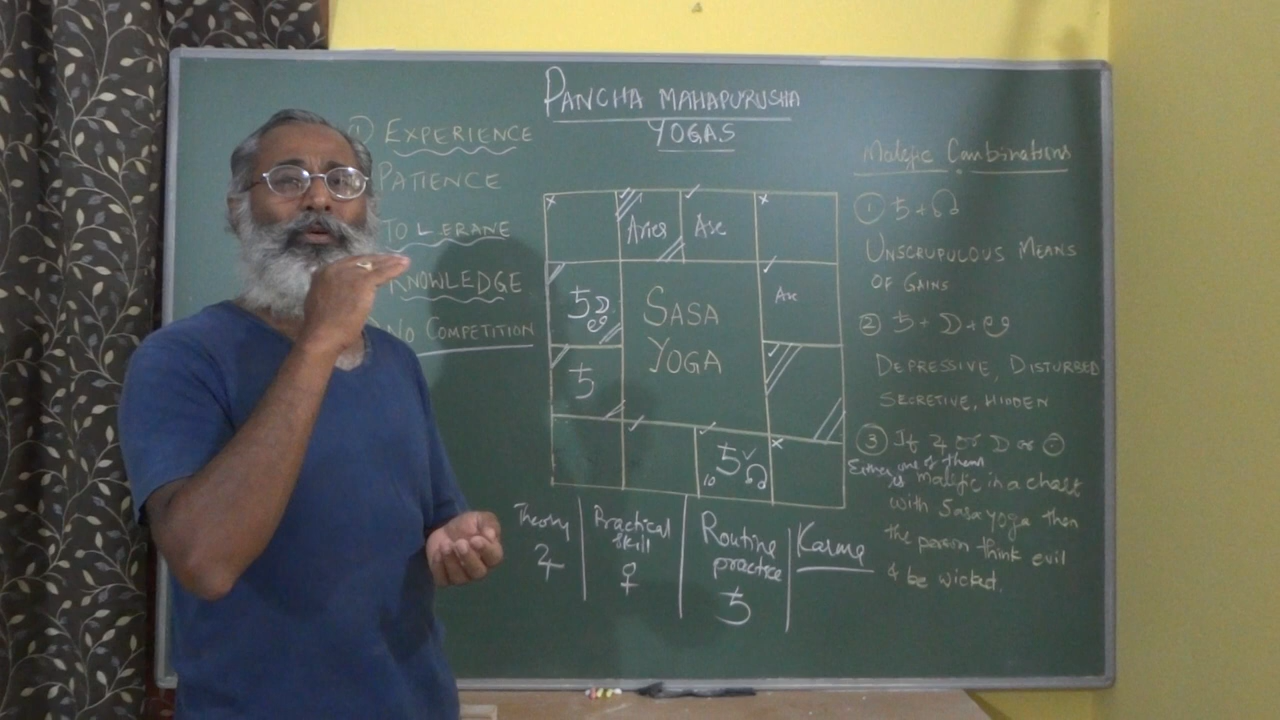 PANCHA MAHAPURUSHA
YOGAS
① EXPERIENCE
PATIENCE
TOLERANE
KNOWLEDGE
NO COMPETITION
x ✓ x
Aries Asc
♄ ☽ ☋
SASA
YOGA
✓
Asc
♄
✓
✓ ✓ x
10 ♄ ✓ ☊
Theory
♃
Practical
skill
♀
Routine
practice
♄
Karma
Malefic Combinations
① ♄ + ☊
UNSCRUPULOUS MEANS
OF GAINS
② ♄ + ☽ + ☋
DEPRESSIVE, DISTURBED
SECRETIVE, HIDDEN
③ If ♃ or ☽ or ☉
Either one of them
is Malefic in a chart
with Sasa yoga then
the person think evil
& be wicked.